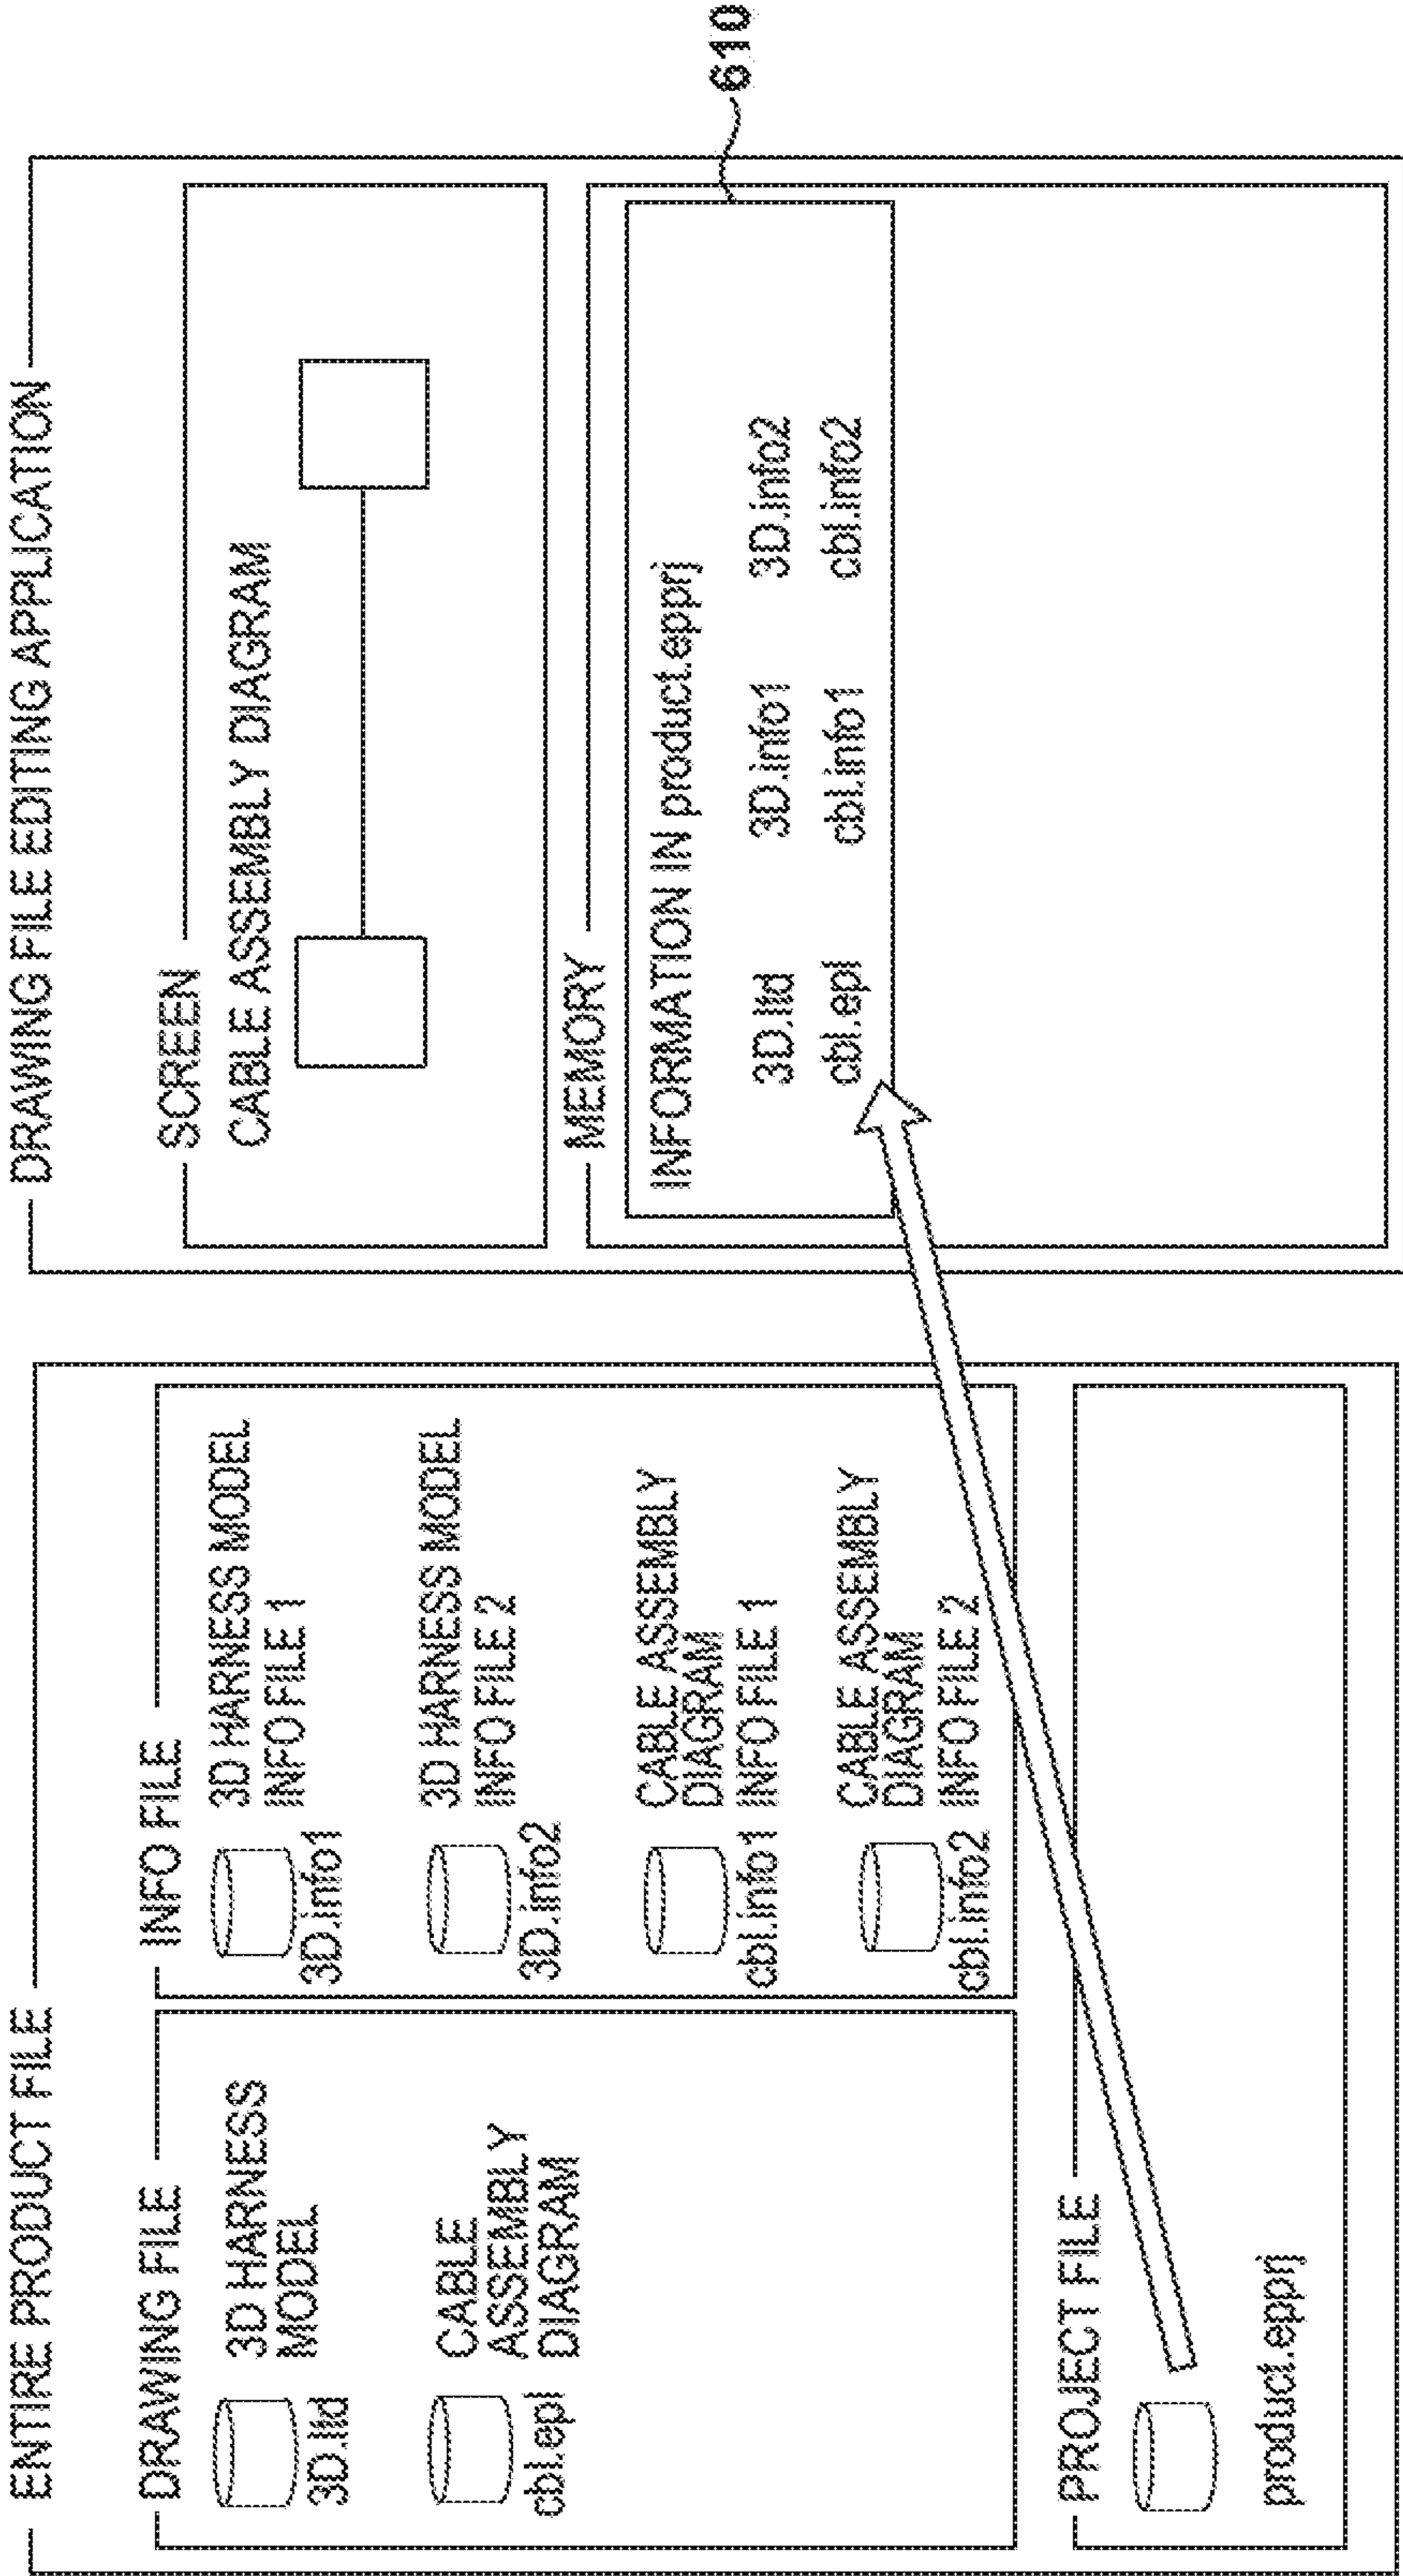 ENTIRE PRODUCT FILE
DRAWING FILE
3D HARNESS
MODEL
3D.ltd
CABLE
ASSEMBLY
DIAGRAM
cbl.epl
INFO FILE
3D HARNESS MODEL
INFO FILE 1
3D.info1
3D HARNESS MODEL
INFO FILE 2
3D.info2
CABLE ASSEMBLY
DIAGRAM
INFO FILE 1
cbl.info1
CABLE ASSEMBLY
DIAGRAM
INFO FILE 2
cbl.info2
PROJECT FILE
product.epprj
DRAWING FILE EDITING APPLICATION
SCREEN
CABLE ASSEMBLY DIAGRAM
MEMORY
INFORMATION IN product.epprj
3D.ltd 3D.info1 3D.info2
cbl.epl cbl.info1 cbl.info2
610